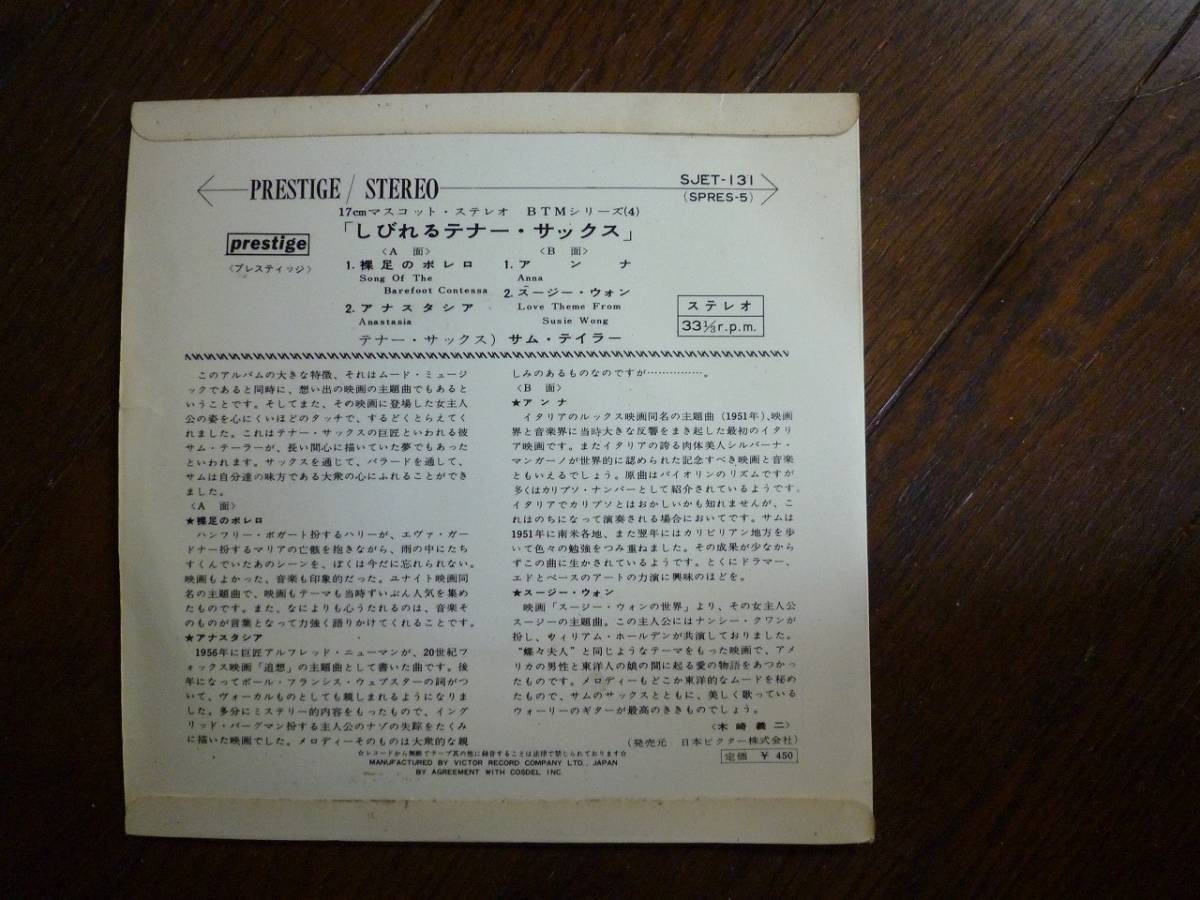 PRESTIGE / STEREO
SJET-131
(SPRES-5)
17cmマスコット・ステレオ BTMシリーズ(4)
「しびれるテナー・サックス」
prestige
〈プレスティッジ〉
〈A 面〉
1. 裸足のボレロ
Song Of The
Barefoot Contessa
2. アナスタシア
Anastasia
〈B 面〉
1. アンナ
Anna
2. スージー・ウォン
Love Theme From
Susie Wong
テナー・サックス) サム・テイラー
ステレオ
33⅓r.p.m.
このアルバムの大きな特徴、それはムード・ミュージ
ックであると同時に、想い出の映画の主題曲でもあると
いうことです。そしてまた、その映画に登場した女主人
公の姿を心にくいほどのタッチで、するどくとらえてく
れました。これはテナー・サックスの巨匠といわれる彼
サム・テーラーが、長い間心に描いていた夢でもあった
といわれます。サックスを通じて、バラードを通して、
サムは自分達の味方である大衆の心にふれることができ
ました。
〈A 面〉
★裸足のボレロ
ハンフリー・ボガート扮するハリーが、エヴァ・ガー
ドナー扮するマリアの亡骸を抱きながら、雨の中にたち
すくんでいたあのシーンを、ぼくは今だに忘れられない。
映画もよかった、音楽も印象的だった。ユナイト映画同
名の主題曲で、映画もテーマも当時ずいぶん人気を集め
たものです。また、なによりも心うたれるのは、音楽そ
のものが言葉となって力強く語りかけてくれることです。
★アナスタシア
1956年に巨匠アルフレッド・ニューマンが、20世紀フ
ォックス映画「追想」の主題曲として書いた曲です。後
年になってポール・フランシス・ウェブスターの詞がつ
いて、ヴォーカルものとしても親しまれるようになりま
した。多分にミステリー的内容をもったもので、イング
リッド・バーグマン扮する主人公のナゾの失踪をたくみ
に描いた映画でした。メロディーそのものは大衆的な親
しみのあるものなのですが……………。
〈B 面〉
★アンナ
イタリアのルックス映画同名の主題曲(1951年)、映画
界と音楽界に当時大きな反響をまき起した最初のイタリ
ア映画です。またイタリアの誇る肉体美人シルバーナ・
マンガーノが世界的に認められた記念すべき映画と音楽
ともいえるでしょう。原曲はバイオリンのリズムですが
多くはカリプソ・ナンバーとして紹介されているようです。
イタリアでカリプソとはおかしいかも知れませんが、こ
れはのちになって演奏される場合においてです。サムは
1951年に南米各地、また翌年にはカリビリアン地方を歩
いて色々の勉強をつみ重ねました。その成果が少なから
ずこの曲に生かされているようです。とくにドラマー、
エドとベースのアートの力演に興味のほどを。
★スージー・ウォン
映画「スージー・ウォンの世界」より、その女主人公
スージーの主題曲。この主人公にはナンシー・クワンが
扮し、ウィリアム・ホールデンが共演しておりました。
"蝶々夫人"と同じようなテーマをもった映画で、アメ
リカの男性と東洋人の娘の間に起る愛の物語をあつかっ
たものです。メロディーもどこか東洋的なムードを秘め
たもので、サムのサックスとともに、美しく歌っている
ウォーリーのギターが最高のききものでしょう。
〈木崎義二〉
(発売元 日本ビクター株式会社)
☆レコードから無断でテープ其の他に録音することは法律で禁じられております☆
MANUFACTURED BY VICTOR RECORD COMPANY LTD., JAPAN
BY AGREEMENT WITH COSDEL INC.
定価 ¥ 450